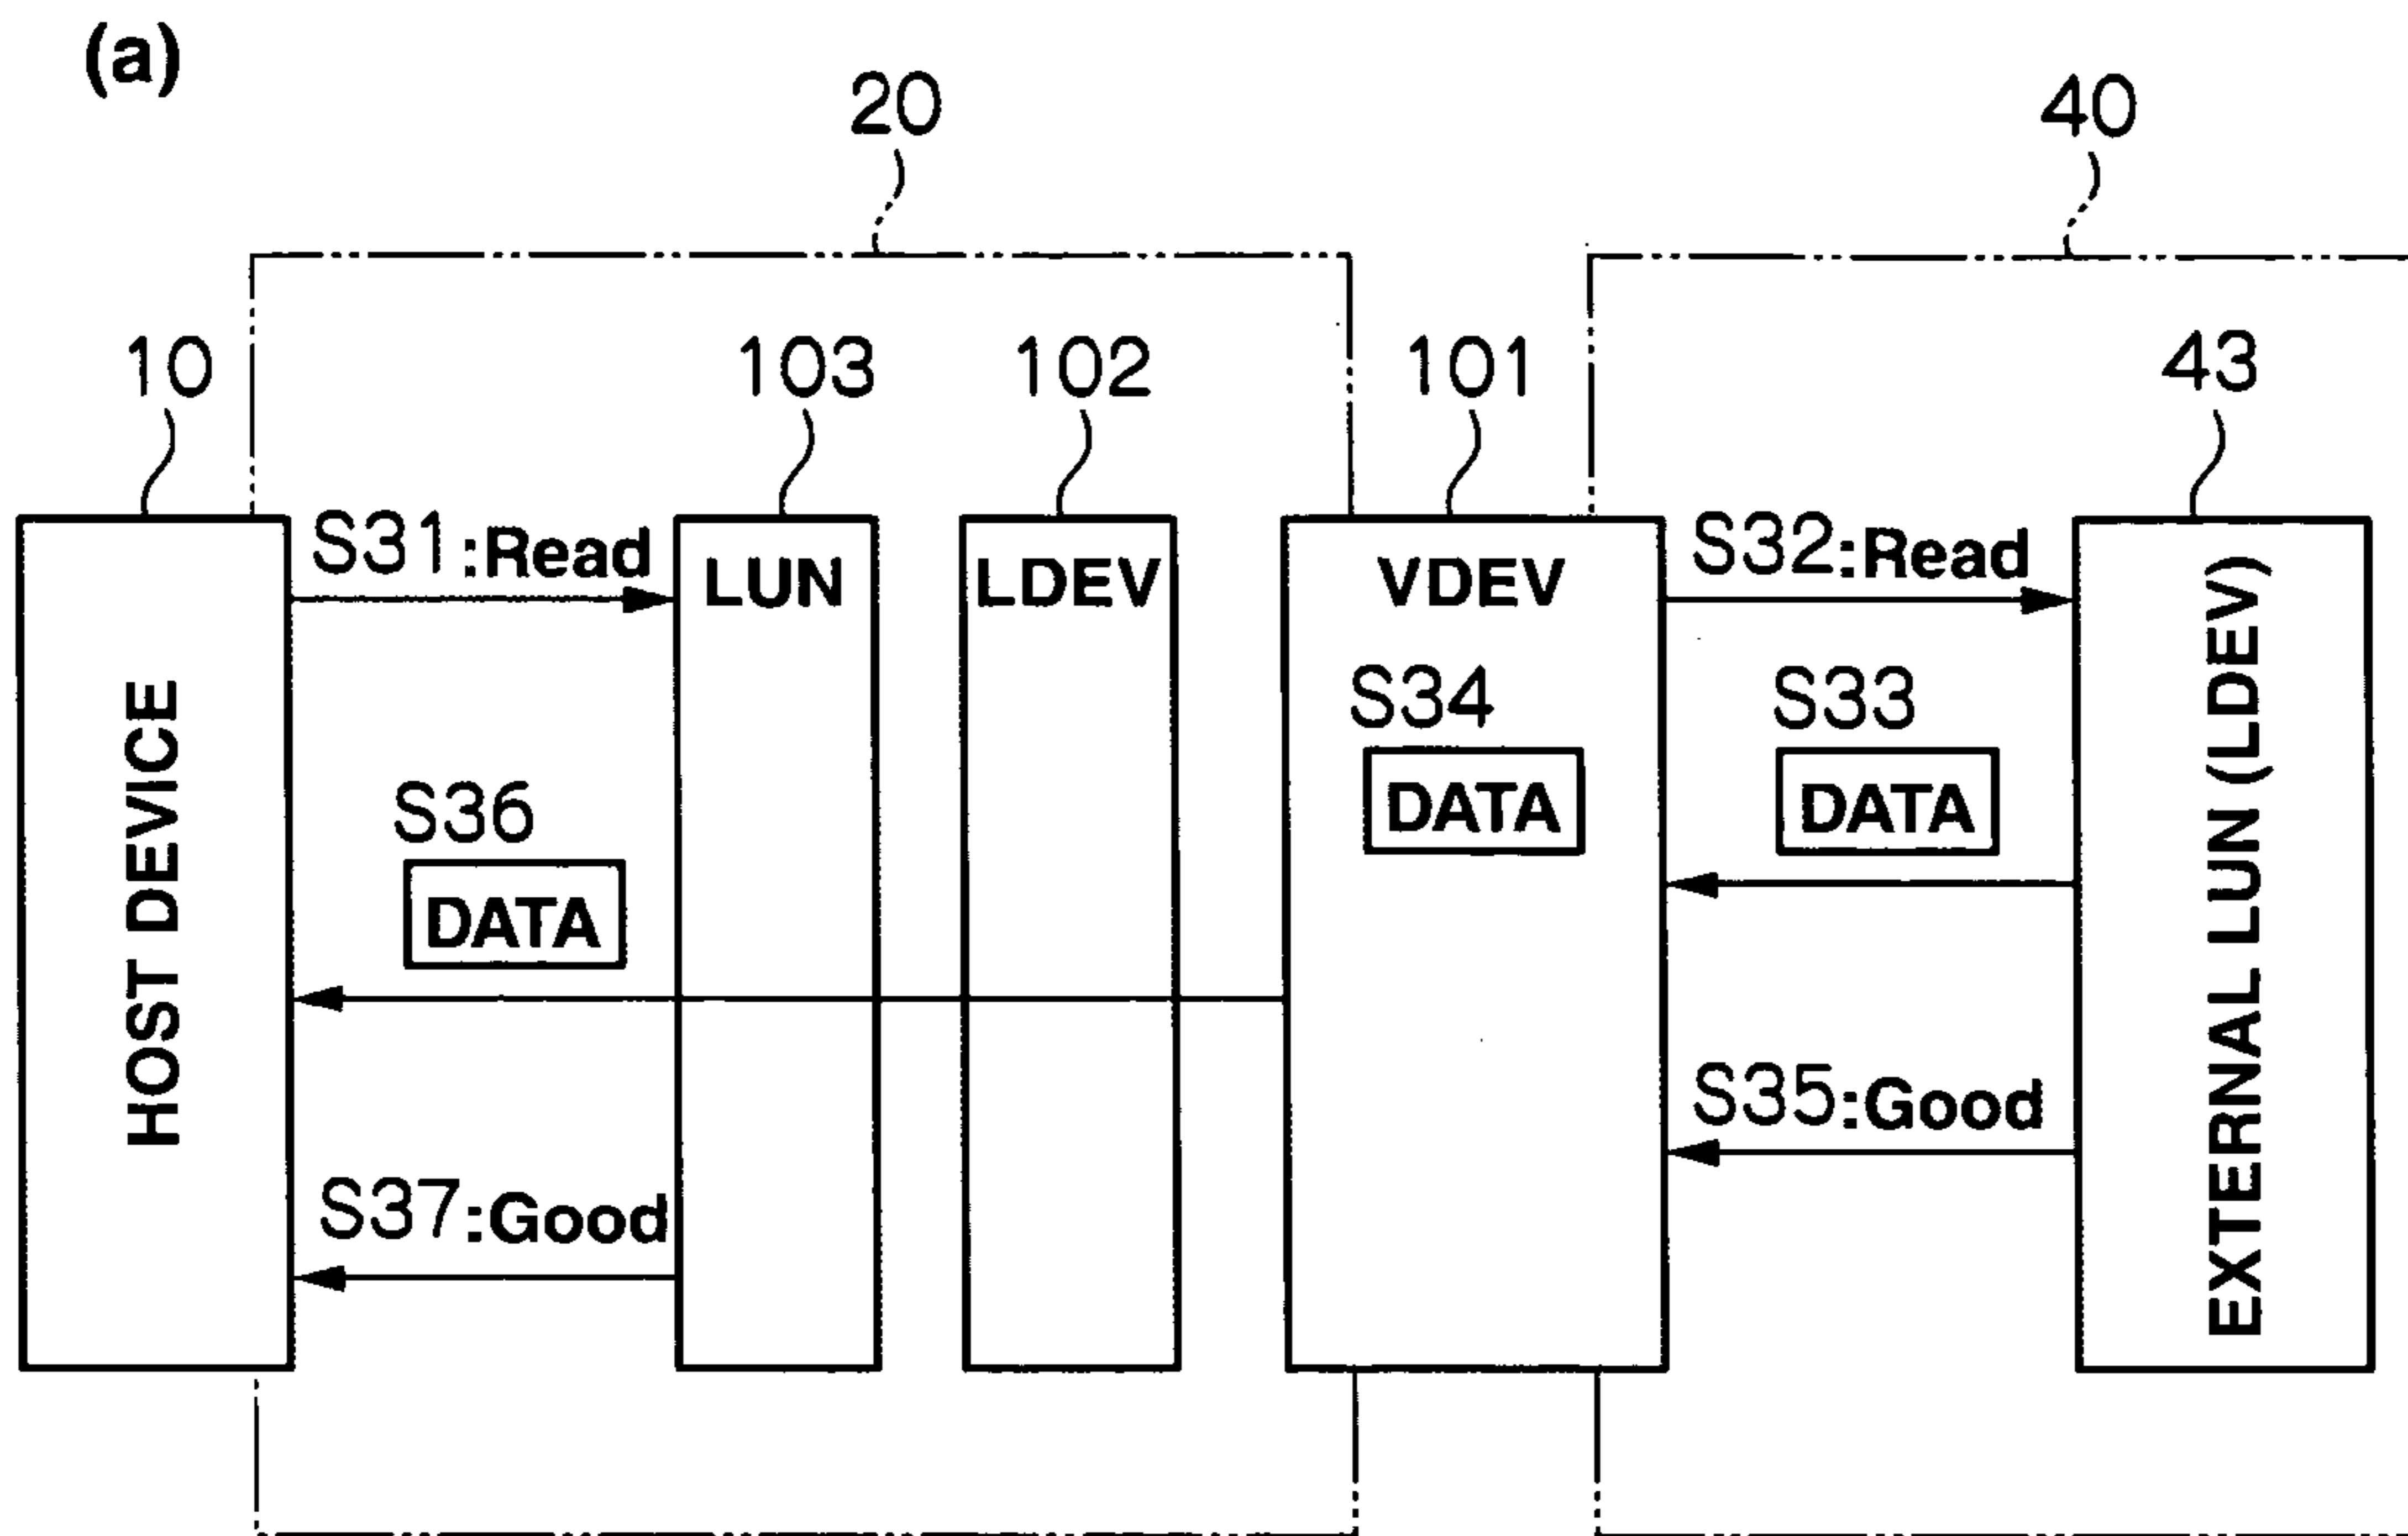 (a)
20
40
10
103
102
101
43
S31:Read
LUN
LDEV
VDEV
S32:Read
S34
DATA
S33
DATA
S36
DATA
HOST DEVICE
EXTERNAL LUN (LDEV)
S35:Good
S37:Good